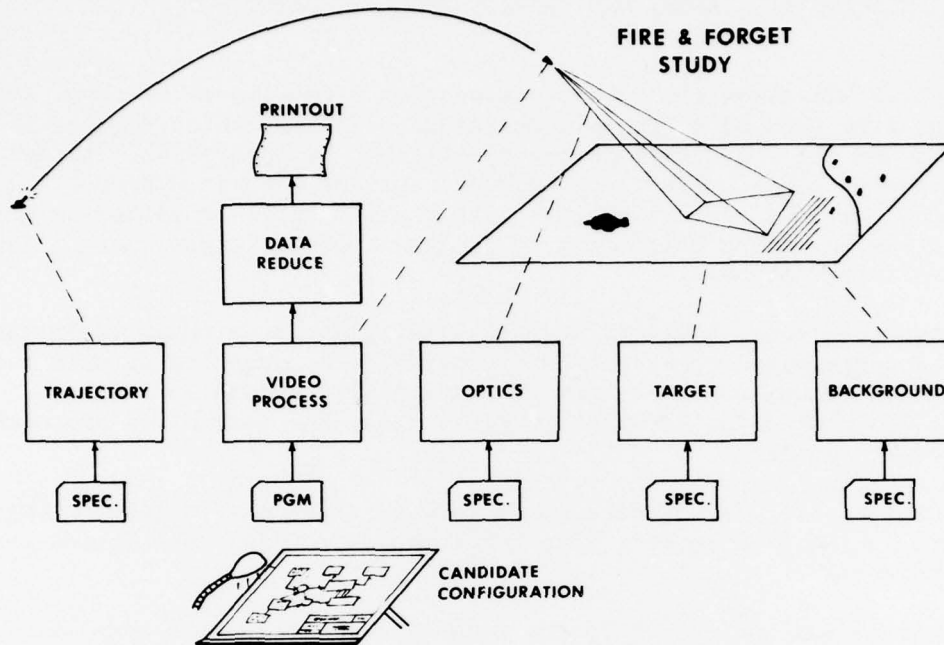 FIRE & FORGET
STUDY
PRINTOUT
DATA
REDUCE
TRAJECTORY
VIDEO
PROCESS
OPTICS
TARGET
BACKGROUND
SPEC.
PGM
SPEC.
SPEC.
SPEC.
CANDIDATE
CONFIGURATION